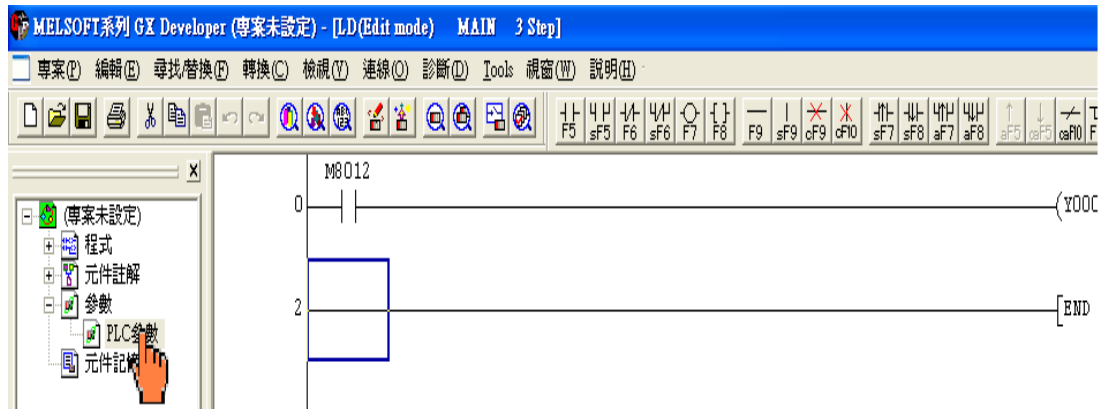 MELSOFT系列 GX Developer (專案未設定) - [LD(Edit mode) MAIN 3 Step]
專案(P) 編輯(E) 尋找/替換(F) 轉換(C) 檢視(V) 連線(O) 診斷(D) Tools 視窗(W) 説明(H)
F5 sF5 F6 sF6 F7 F8 F9 sF9 cF9 cF10 sF7 sF8 aF7 aF8 aF5 caF5 caF10 F
M8012
0 (Y000
(專案未設定)
程式
元件註解
參數
2 [END
PLC參數
元件記